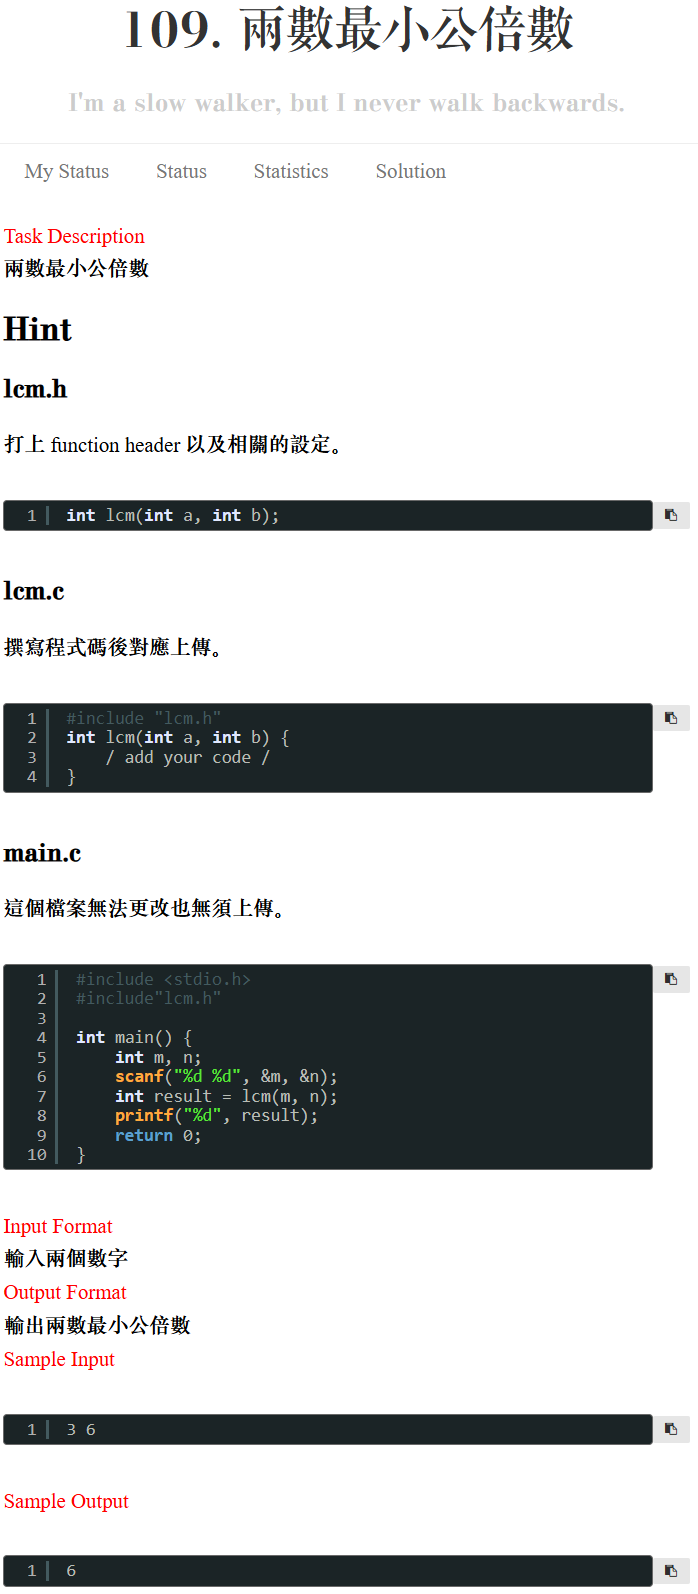 109. 兩數最小公倍數
I'm a slow walker, but I never walk backwards.
My Status Status Statistics Solution
Task Description
兩數最小公倍數
Hint
lcm.h
打上 function header 以及相關的設定。
1 int lcm(int a, int b);
lcm.c
撰寫程式碼後對應上傳。
1 #include "lcm.h"
2 int lcm(int a, int b) {
3     / add your code /
4 }
main.c
這個檔案無法更改也無須上傳。
1 #include <stdio.h>
2 #include"lcm.h"
3
4 int main() {
5     int m, n;
6     scanf("%d %d", &m, &n);
7     int result = lcm(m, n);
8     printf("%d", result);
9     return 0;
10 }
Input Format
輸入兩個數字
Output Format
輸出兩數最小公倍數
Sample Input
1 3 6
Sample Output
1 6